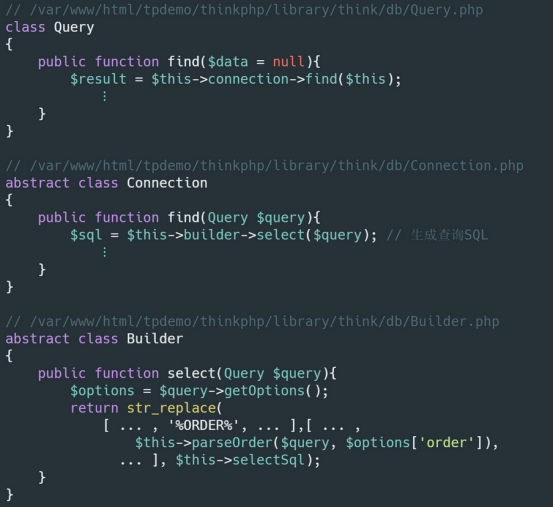 // /var/www/html/tpdemo/thinkphp/library/think/db/Query.php
class Query
{
    public function find($data = null){
        $result = $this->connection->find($this);
            ⋮
    }
}

// /var/www/html/tpdemo/thinkphp/library/think/db/Connection.php
abstract class Connection
{
    public function find(Query $query){
        $sql = $this->builder->select($query); // 生成查询SQL
            ⋮
    }
}

// /var/www/html/tpdemo/thinkphp/library/think/db/Builder.php
abstract class Builder
{
    public function select(Query $query){
        $options = $query->getOptions();
        return str_replace(
            [ ... , '%ORDER%', ... ],[ ... ,
                $this->parseOrder($query, $options['order']),
              ... ], $this->selectSql);
    }
}